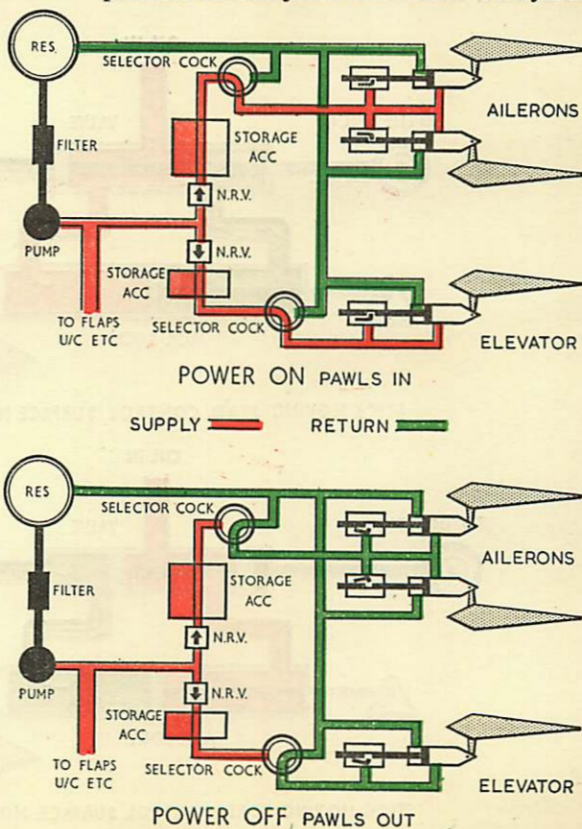 RES.
SELECTOR COCK
AILERONS
STORAGE
ACC
FILTER
N.R.V.
PUMP
N.R.V.
STORAGE
ACC
TO FLAPS
U/C ETC
SELECTOR COCK
ELEVATOR
POWER ON PAWLS IN
SUPPLY RETURN
RES
SELECTOR COCK
AILERONS
STORAGE
ACC
FILTER
N.R.V.
PUMP
N.R.V.
STORAGE
ACC
TO FLAPS
U/C ETC
SELECTOR COCK
ELEVATOR
POWER OFF, PAWLS OUT